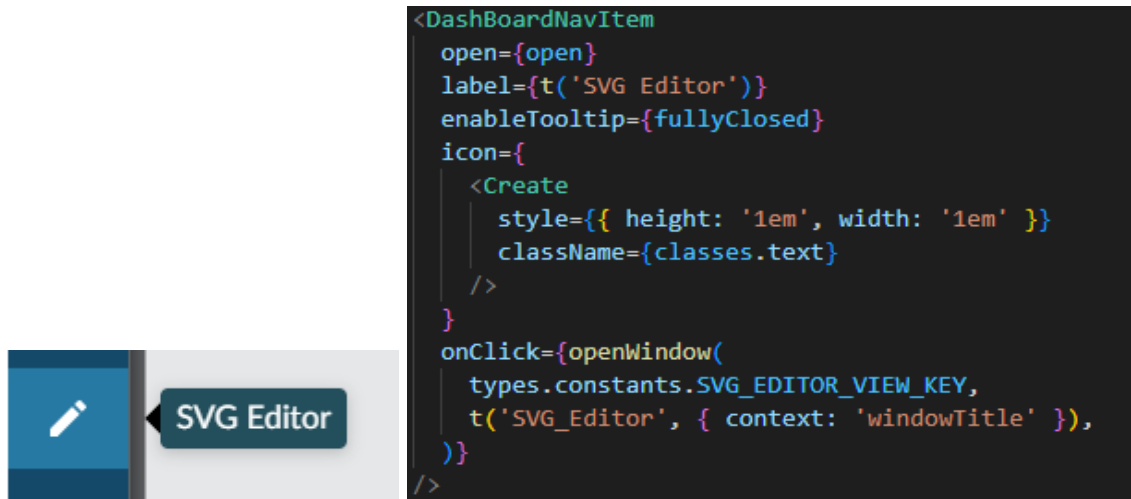 SVG Editor
<DashBoardNavItem
open={open}
label={t('SVG Editor')}
enableTooltip={fullyClosed}
icon={
<Create
style={{ height: '1em', width: '1em' }}
className={classes.text}
/>
}
onClick={openWindow(
types.constants.SVG_EDITOR_VIEW_KEY,
t('SVG_Editor', { context: 'windowTitle' }),
)}
/>